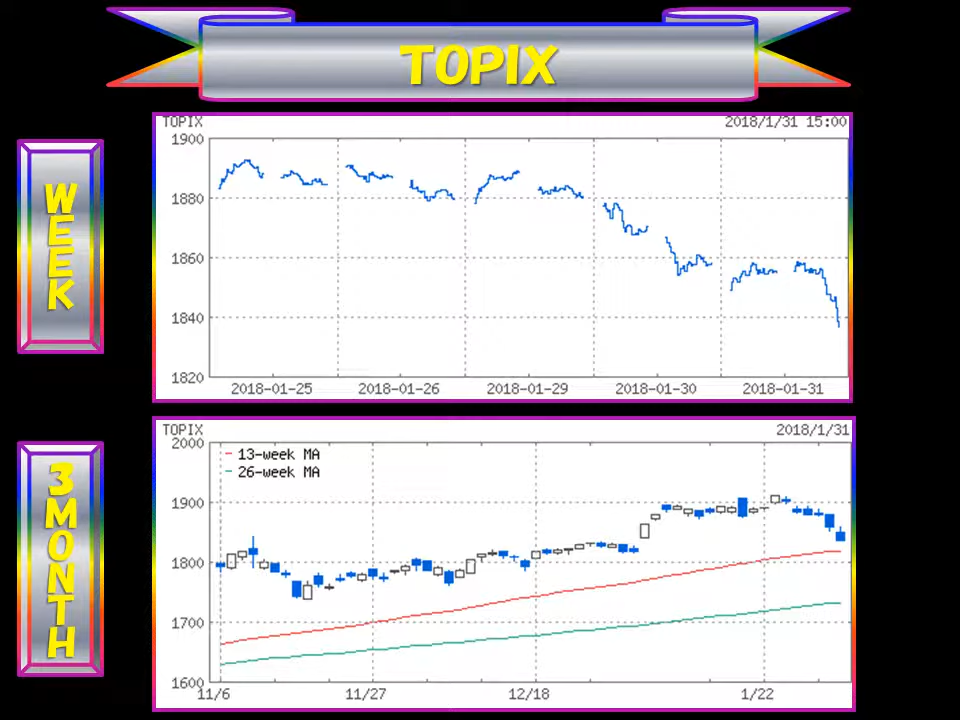 TOPIX
WEEK
TOPIX 2018/1/31 15:00
1900
1880
1860
1840
1820
2018-01-25 2018-01-26 2018-01-29 2018-01-30 2018-01-31
3MONTH
TOPIX 2018/1/31
2000
13-week MA
26-week MA
1900
1800
1700
1600
11/6 11/27 12/18 1/22